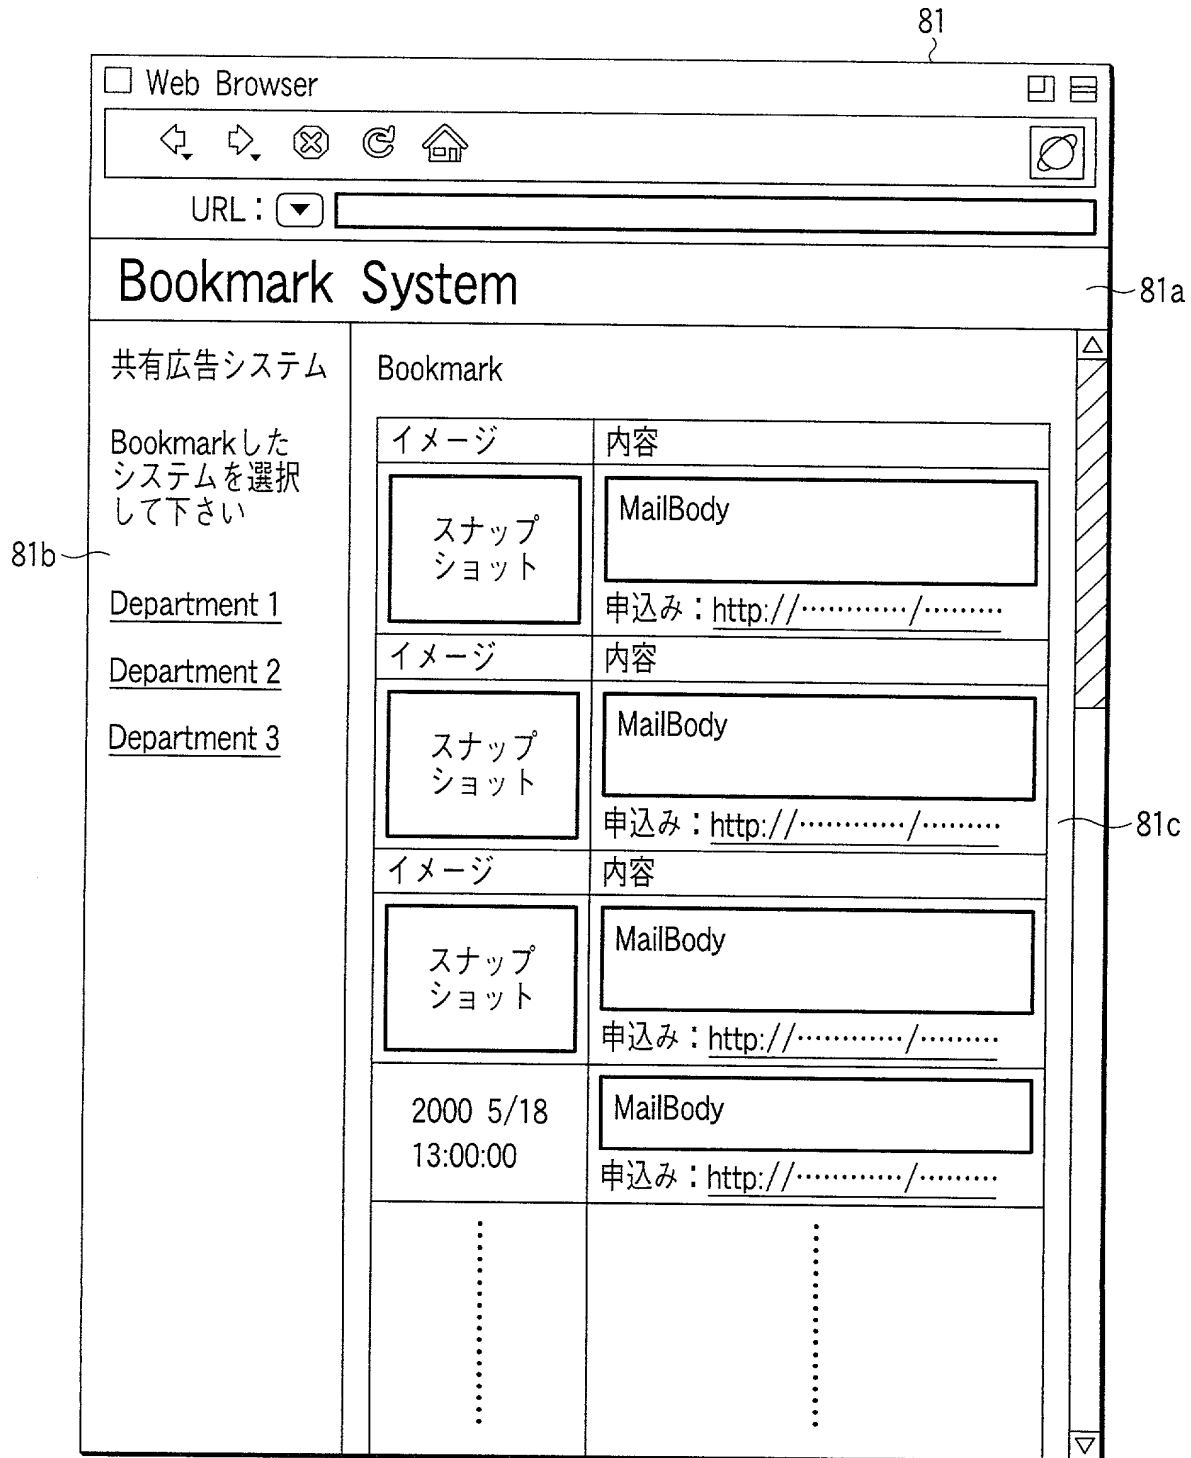 81
Web Browser
URL：
Bookmark System
81a
共有広告システム
Bookmarkした
システムを選択
して下さい
81b
Department 1
Department 2
Department 3
Bookmark
イメージ
内容
スナップ
ショット
MailBody
申込み：http://…………/………
イメージ
内容
スナップ
ショット
MailBody
申込み：http://…………/………
81c
イメージ
内容
スナップ
ショット
MailBody
申込み：http://…………/………
2000 5/18
13:00:00
MailBody
申込み：http://…………/………